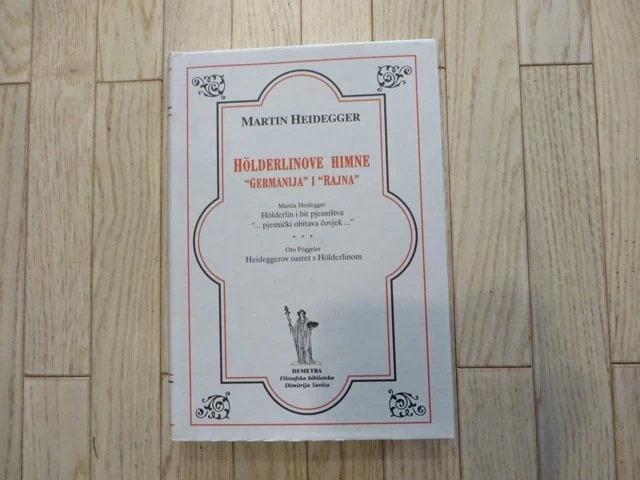 MARTIN HEIDEGGER
HÖLDERLINOVE HIMNE
“GERMANIJA” I “RAJNA”
Martin Heidegger
Hölderlin i bit pjesništva
“... pjesnički obitava čovjek ...”
* * *
Oto Pöggeler
Heideggerov susret s Hölderlinom
DEMETRA
Filosofska biblioteka
Dimitrija Savića